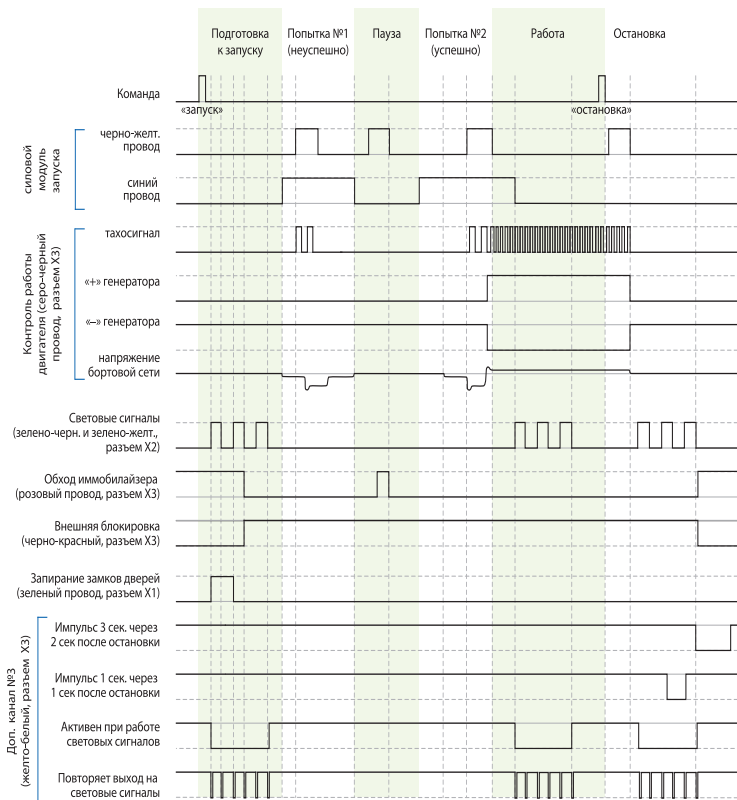 Подготовка
к запуску
Попытка №1
(неуспешно)
Пауза
Попытка №2
(успешно)
Работа
Остановка
Команда
«запуск»
«остановка»
силовой
модуль
запуска
черно-желт.
провод
синий
провод
Контроль работы
двигателя (серо-черный
провод, разъем X3)
тахосигнал
«+» генератора
«–» генератора
напряжение
бортовой сети
Световые сигналы
(зелено-черн. и зелено-желт.,
разъем X2)
Обход иммобилайзера
(розовый провод, разъем X3)
Внешняя блокировка
(черно-красный, разъем X3)
Запирание замков дверей
(зеленый провод, разъем X1)
Доп. канал №3
(желто-белый, разъем X3)
Импульс 3 сек. через
2 сек после остановки
Импульс 1 сек. через
1 сек после остановки
Активен при работе
световых сигналов
Повторяет выход на
световые сигналы